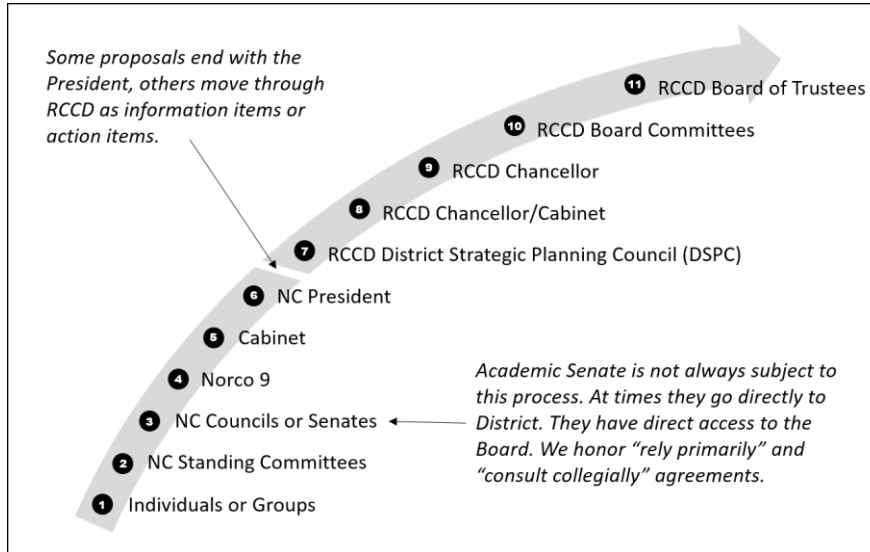 Some proposals end with the
President, others move through
RCCD as information items or
action items.
11 RCCD Board of Trustees
10 RCCD Board Committees
9 RCCD Chancellor
8 RCCD Chancellor/Cabinet
7 RCCD District Strategic Planning Council (DSPC)
6 NC President
5 Cabinet
4 Norco 9
3 NC Councils or Senates
2 NC Standing Committees
1 Individuals or Groups
Academic Senate is not always subject to
this process. At times they go directly to
District. They have direct access to the
Board. We honor “rely primarily” and
“consult collegially” agreements.